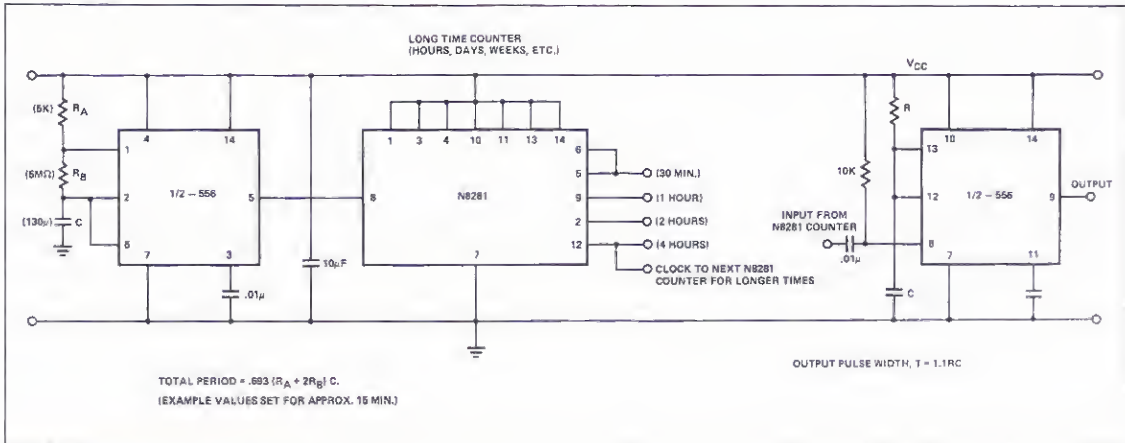 LONG TIME COUNTER
(HOURS, DAYS, WEEKS, ETC.)
VCC
(5K)
RA
4
14
1
(5MΩ)
RB
2
1/2 – 556
5
(130μ)
C
6
7
3
.01μ
10μF
1 3 4 10 11 13 14
6
5
(30 MIN.)
8
N8281
9
(1 HOUR)
2
(2 HOURS)
12
(4 HOURS)
7
CLOCK TO NEXT N8281
COUNTER FOR LONGER TIMES
R
10
14
13
10K
1/2 – 556
9
OUTPUT
12
INPUT FROM
N8281 COUNTER
8
.01μ
7
11
C
TOTAL PERIOD = .693 (RA + 2RB) C.
(EXAMPLE VALUES SET FOR APPROX. 15 MIN.)
OUTPUT PULSE WIDTH, T = 1.1RC